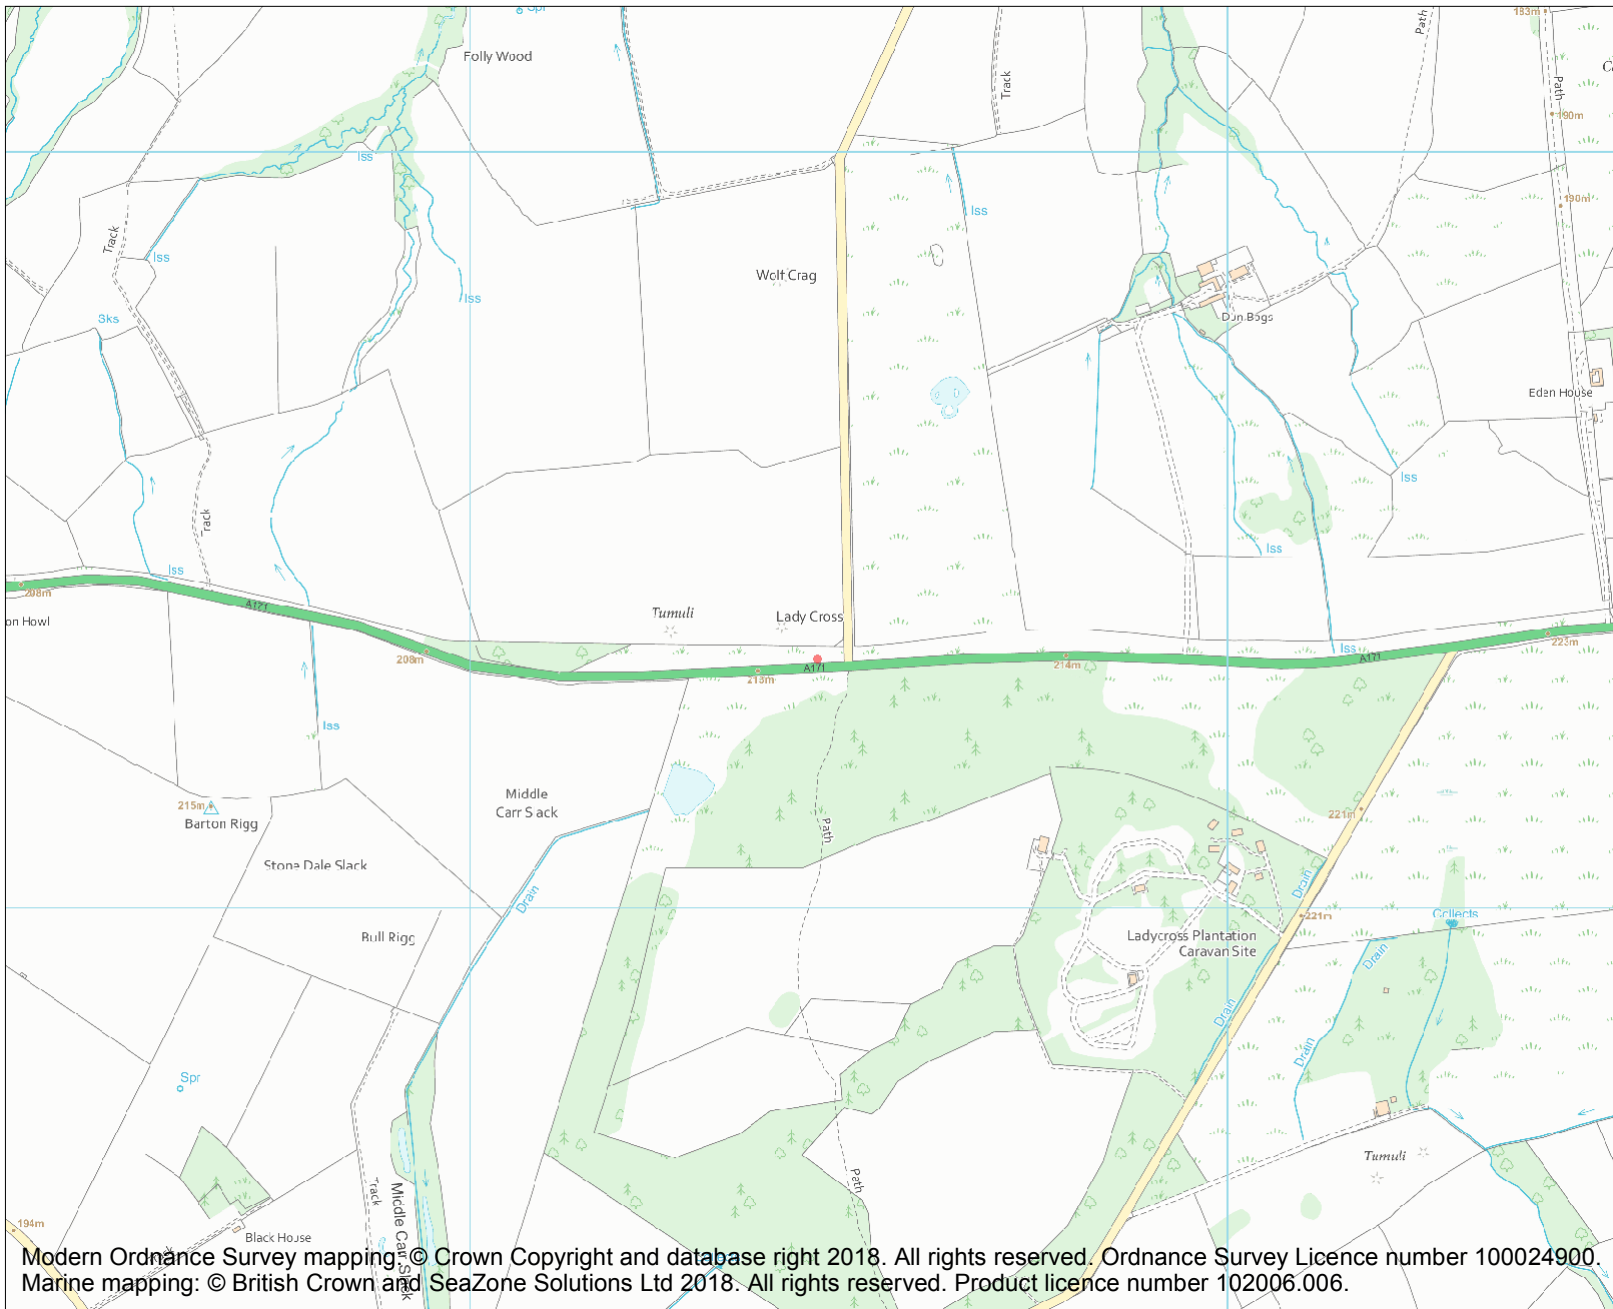 Spr
183m
Path
Folly Wood
Track
Path
190m
Iss
190m
Iss
Track
Iss
Wolf Crag
Iss
Sks
Dun Bogs
Eden House
Iss
Track
Iss
Iss
208m
A171
on Howl
Tumuli
Lady Cross
208m
A171
213m
214m
Iss
A171
223m
Iss
Middle
Carr Slack
215m
Barton Rigg
221m
Path
Stone Dale Slack
Drain
Drain
221m
Collects
Bull Rigg
Ladycross Plantation
Caravan Site
Drain
Drain
Drain
Spr
Tumuli
Path
Track
Middle Carr Slack
194m
Black House
Modern Ordnance Survey mapping: © Crown Copyright and database right 2018. All rights reserved. Ordnance Survey Licence number 100024900.
Marine mapping: © British Crown and SeaZone Solutions Ltd 2018. All rights reserved. Product licence number 102006.006.